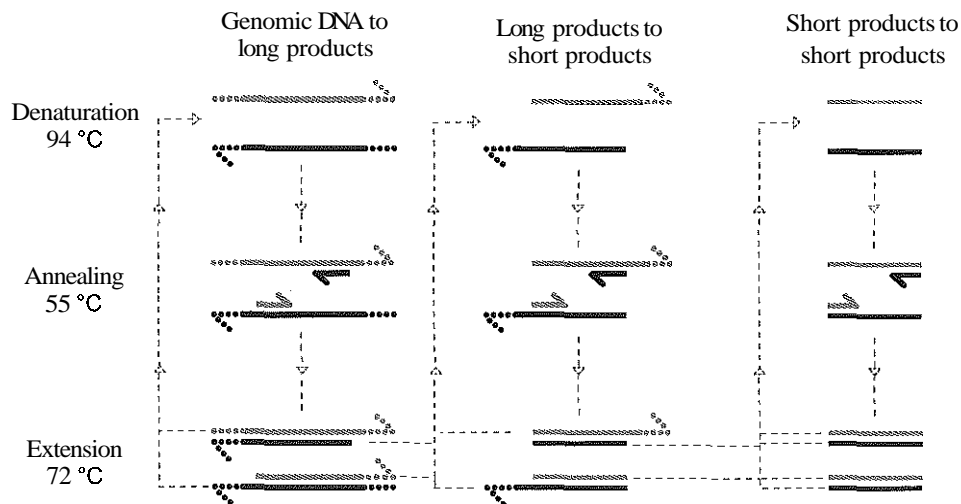 Genomic DNA to
long products
Long products to
short products
Short products to
short products
Denaturation
94 °C
Annealing
55 °C
Extension
72 °C